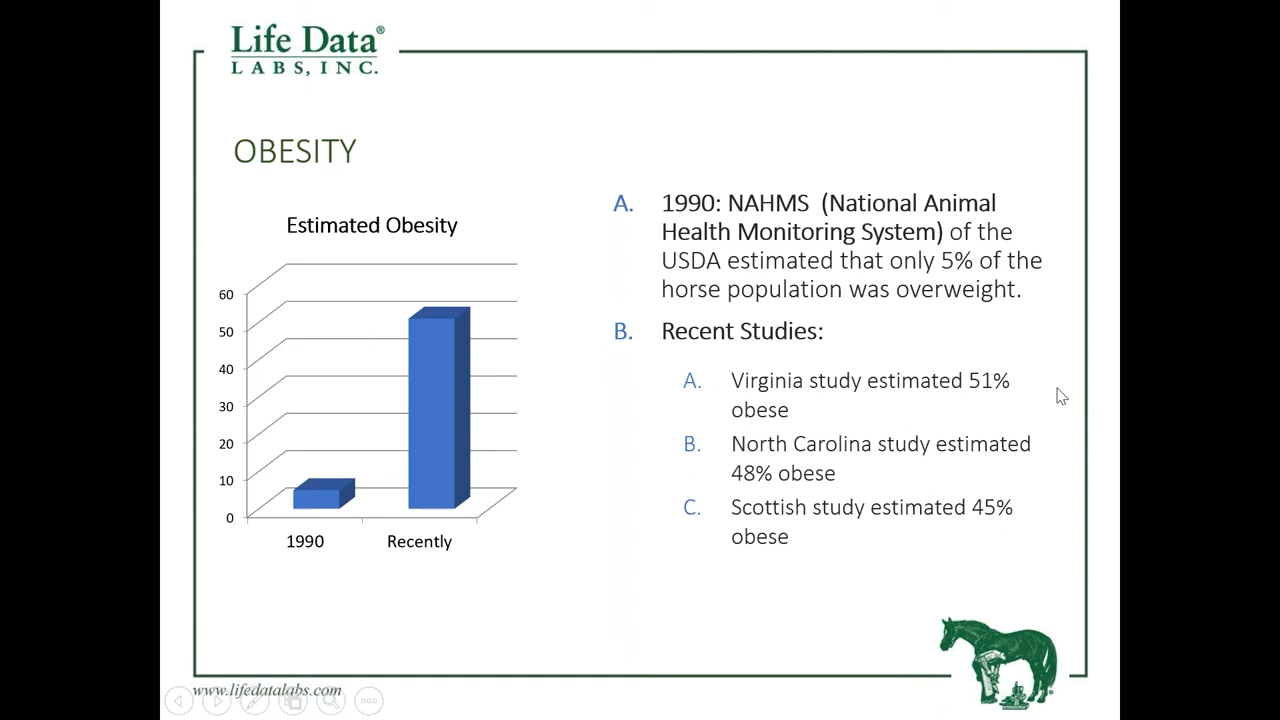 Life Data®
LABS, INC.
OBESITY
Estimated Obesity
60
50
40
30
20
10
0
1990
Recently
A. 1990: NAHMS (National Animal
Health Monitoring System) of the
USDA estimated that only 5% of the
horse population was overweight.
B. Recent Studies:
A. Virginia study estimated 51%
obese
B. North Carolina study estimated
48% obese
C. Scottish study estimated 45%
obese
www.lifedatalabs.com